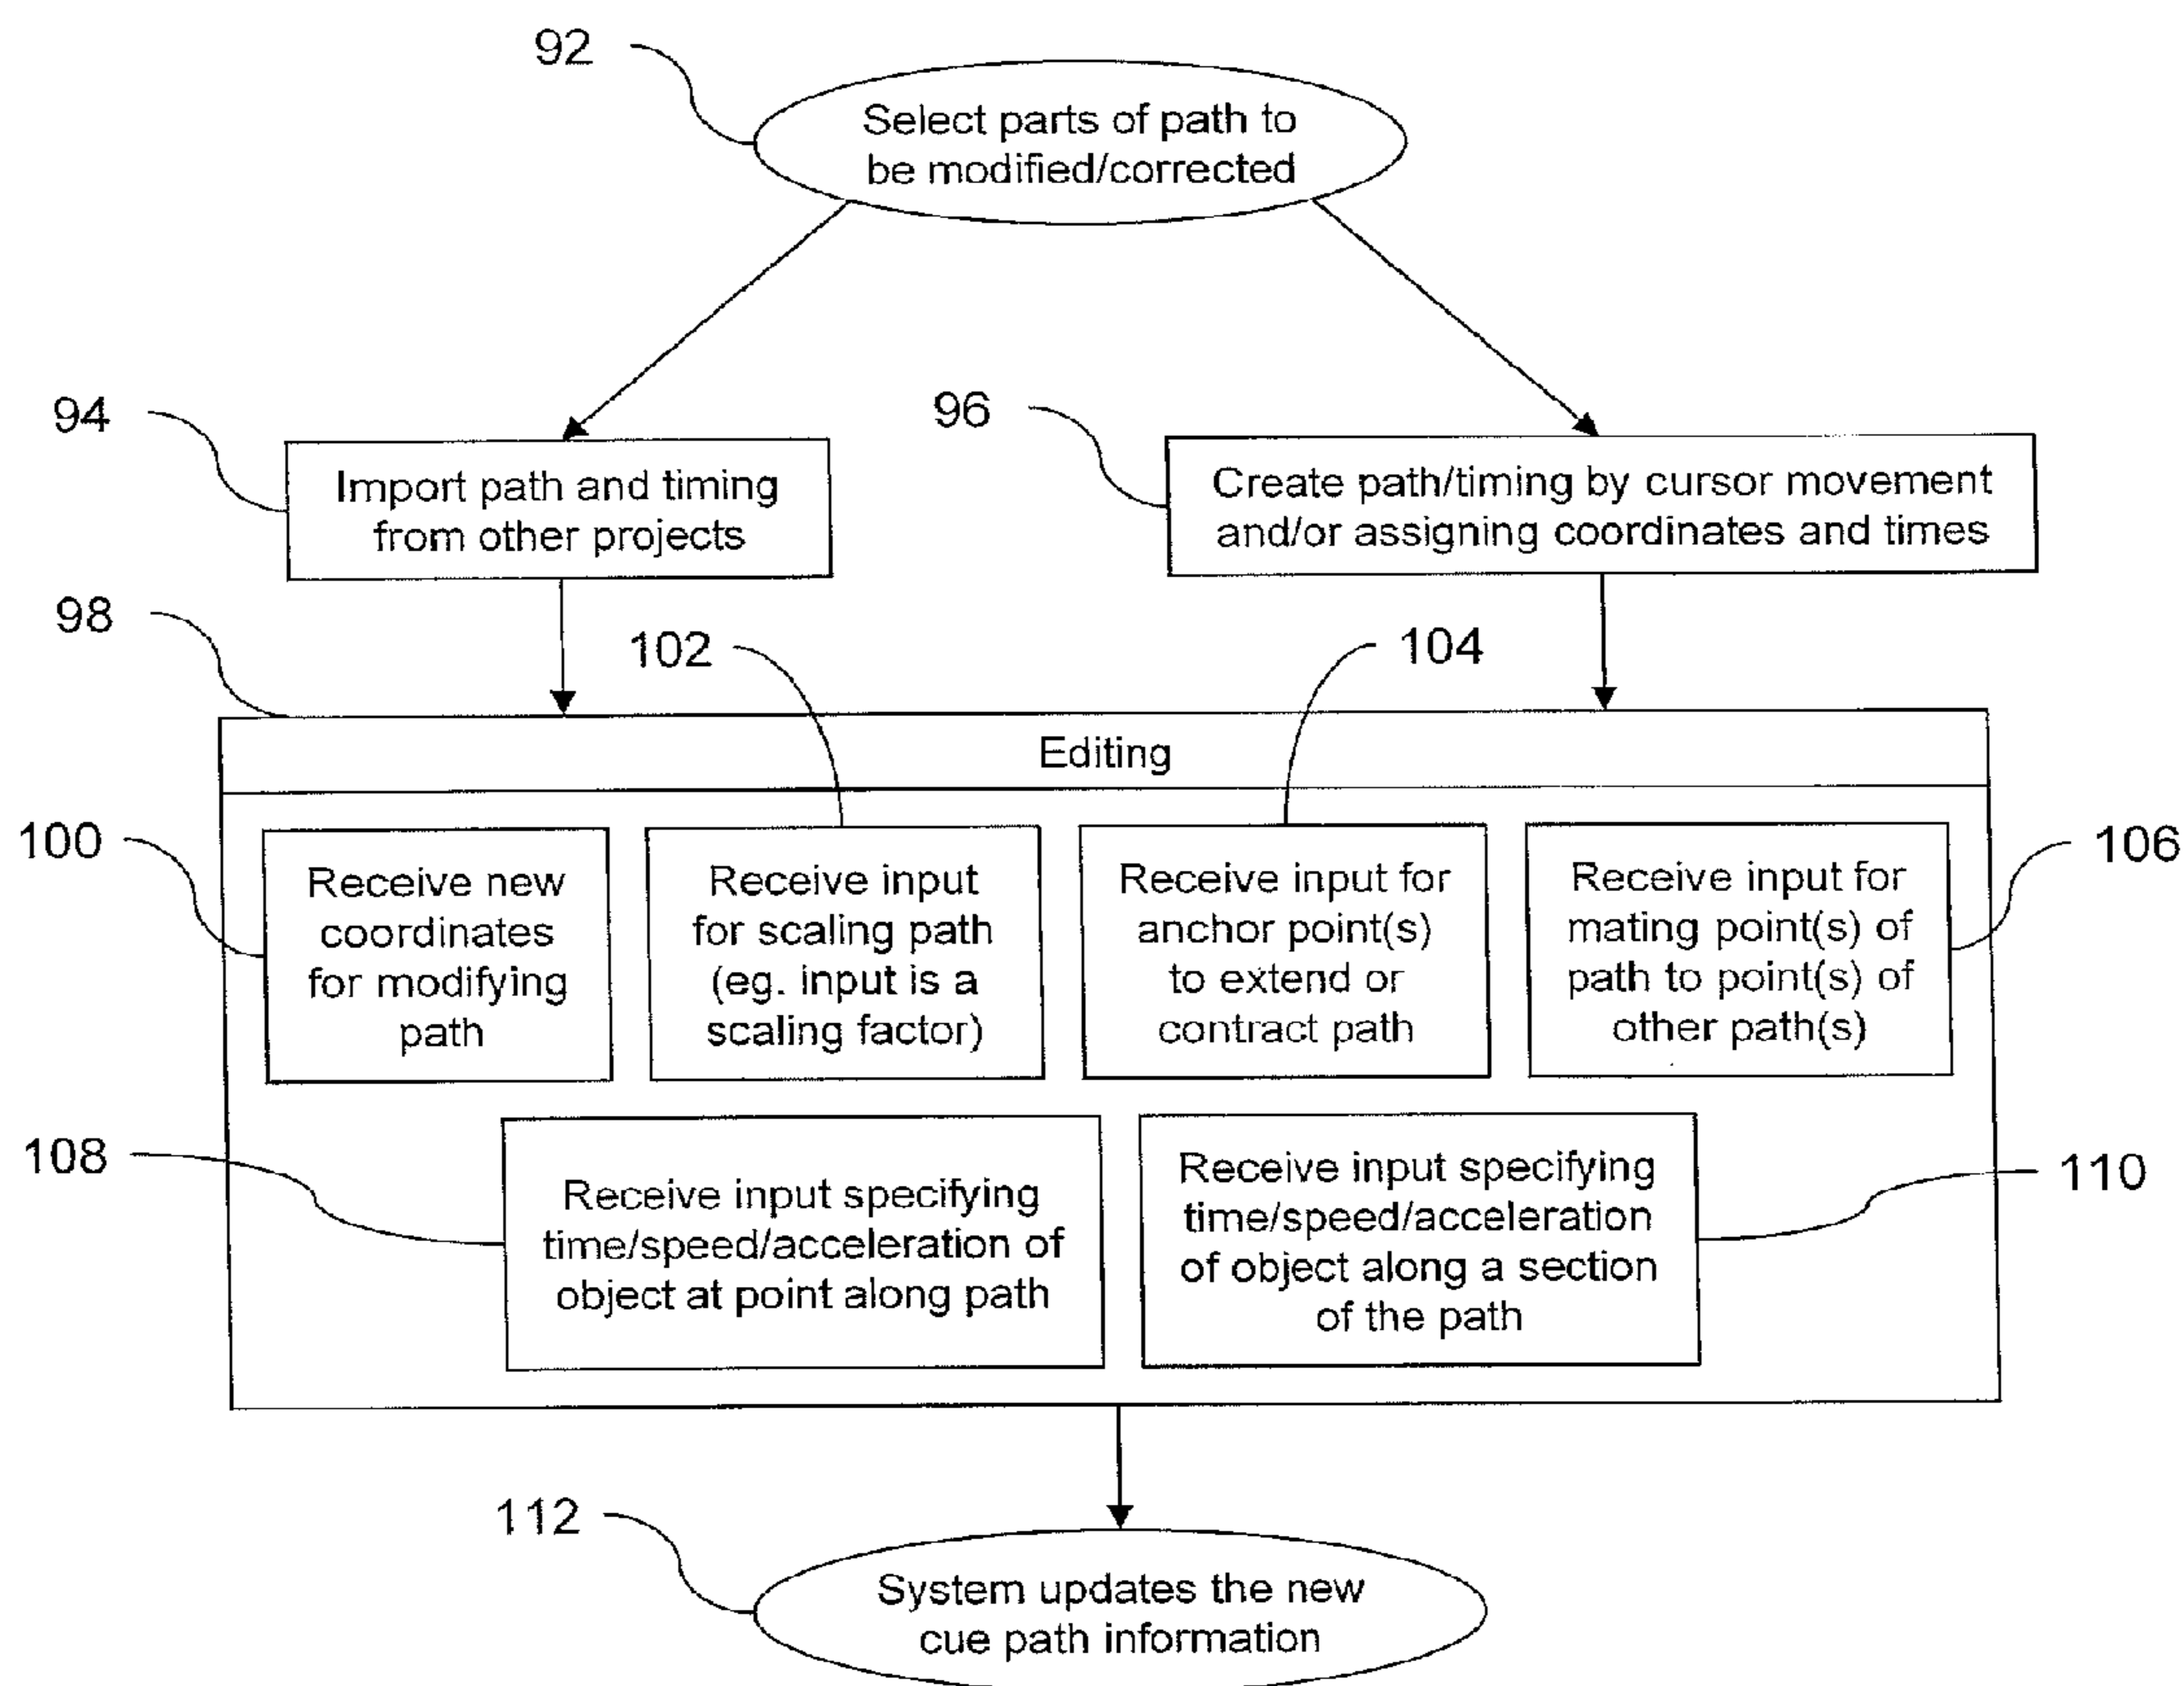 92
Select parts of path to
be modified/corrected
94
Import path and timing
from other projects
96
Create path/timing by cursor movement
and/or assigning coordinates and times
98
102
104
Editing
100
Receive new
coordinates
for modifying
path
Receive input
for scaling path
(eg. input is a
scaling factor)
Receive input for
anchor point(s)
to extend or
contract path
Receive input for
mating point(s) of
path to point(s) of
other path(s)
106
108
Receive input specifying
time/speed/acceleration of
object at point along path
Receive input specifying
time/speed/acceleration
of object along a section
of the path
110
112
System updates the new
cue path information